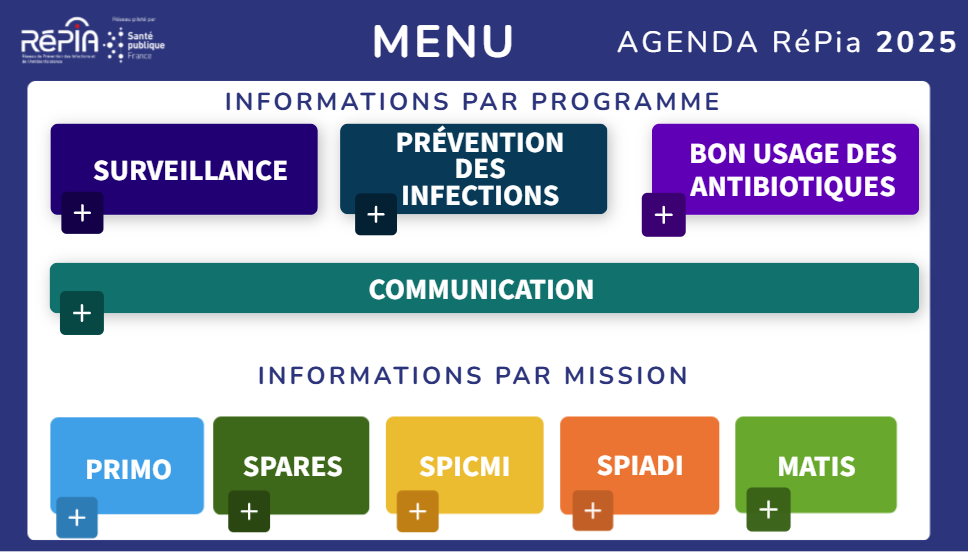 Réseau piloté par
RéPIA
Santé
publique
France
Réseau de Prévention des Infections et
de l'Antibiorésistance
MENU
AGENDA RéPia 2025
INFORMATIONS PAR PROGRAMME
SURVEILLANCE
+
PRÉVENTION
DES
INFECTIONS
+
BON USAGE DES
ANTIBIOTIQUES
+
COMMUNICATION
+
INFORMATIONS PAR MISSION
PRIMO
+
SPARES
+
SPICMI
+
SPIADI
+
MATIS
+